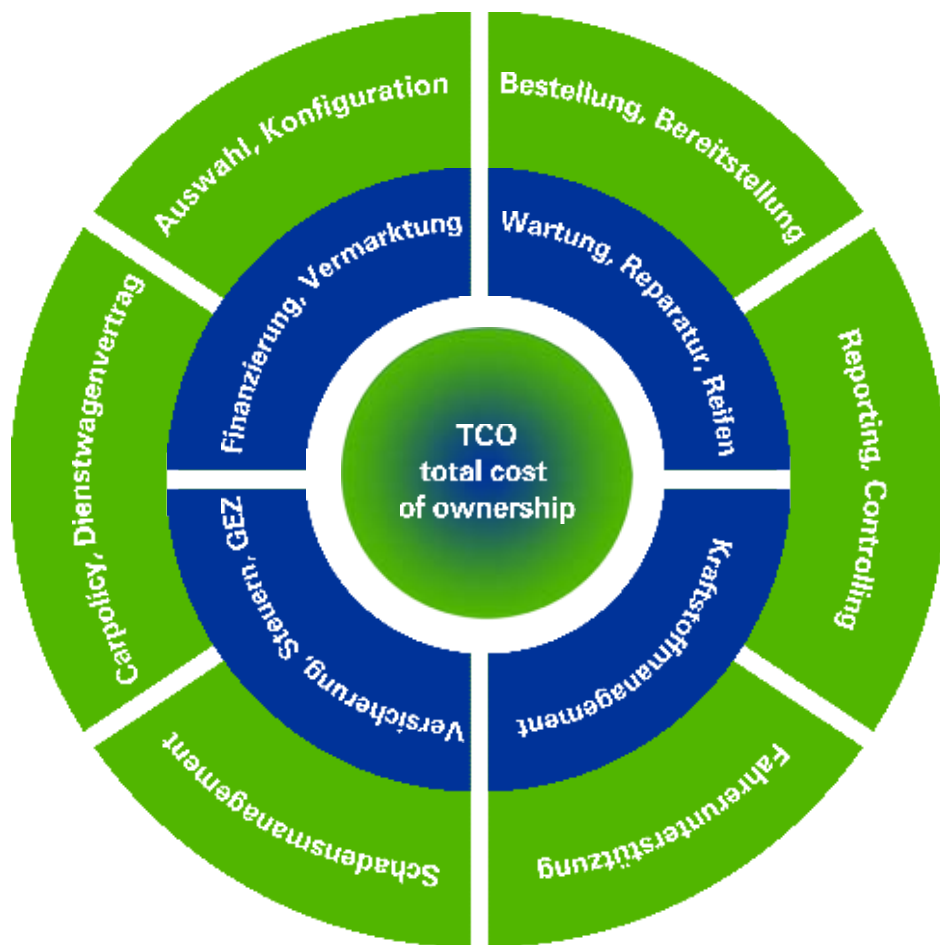 Auswahl, Konfiguration
Bestellung, Bereitstellung
Reporting, Controlling
Fahrerunterstützung
Schadensmanagement
Carpolicy, Dienstwagenvertrag
Finanzierung, Vermarktung
Wartung, Reparatur, Reifen
Kraftstoffmanagement
Versicherung, Steuern, GEZ
TCO
total cost
of ownership